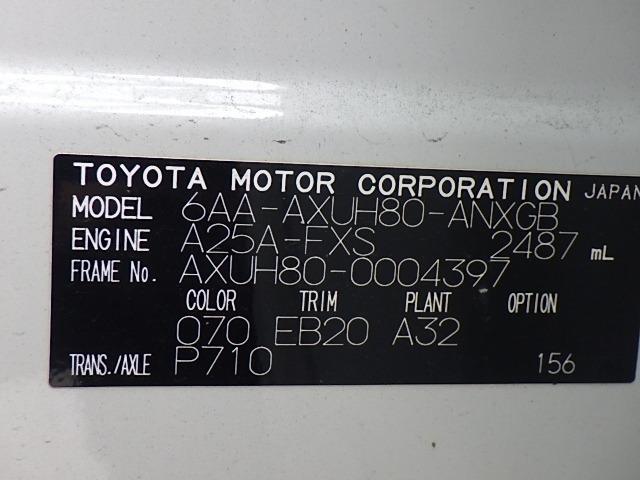 TOYOTA MOTOR CORPORATION JAPAN
MODEL 6AA-AXUH80-ANXGB
ENGINE A25A-FXS 2487 mL
FRAME No. AXUH80-0004397
COLOR TRIM PLANT OPTION
070 EB20 A32
TRANS./AXLE P710 156